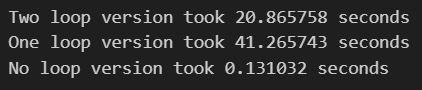 Two loop version took 20.865758 seconds
One loop version took 41.265743 seconds
No loop version took 0.131032 seconds